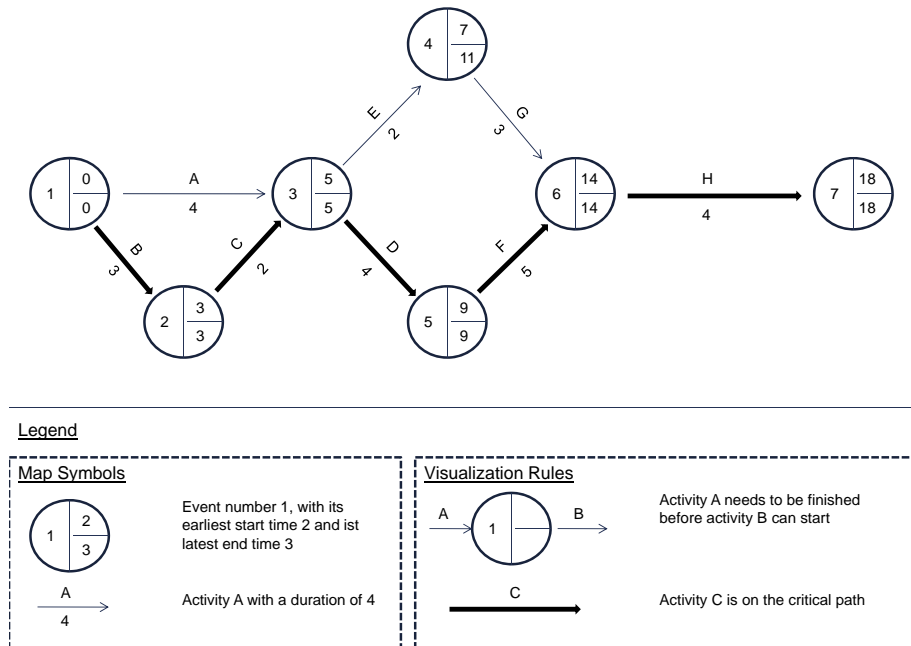 4
7
11
E
2
G
3
1
0
0
A
4
3
5
5
6
14
14
H
4
7
18
18
B
3
C
2
D
4
F
5
2
3
3
5
9
9
Legend
Map Symbols
1
2
3
Event number 1, with its
earliest start time 2 and ist
latest end time 3
A
4
Activity A with a duration of 4
Visualization Rules
A
1
B
Activity A needs to be finished
before activity B can start
C
Activity C is on the critical path